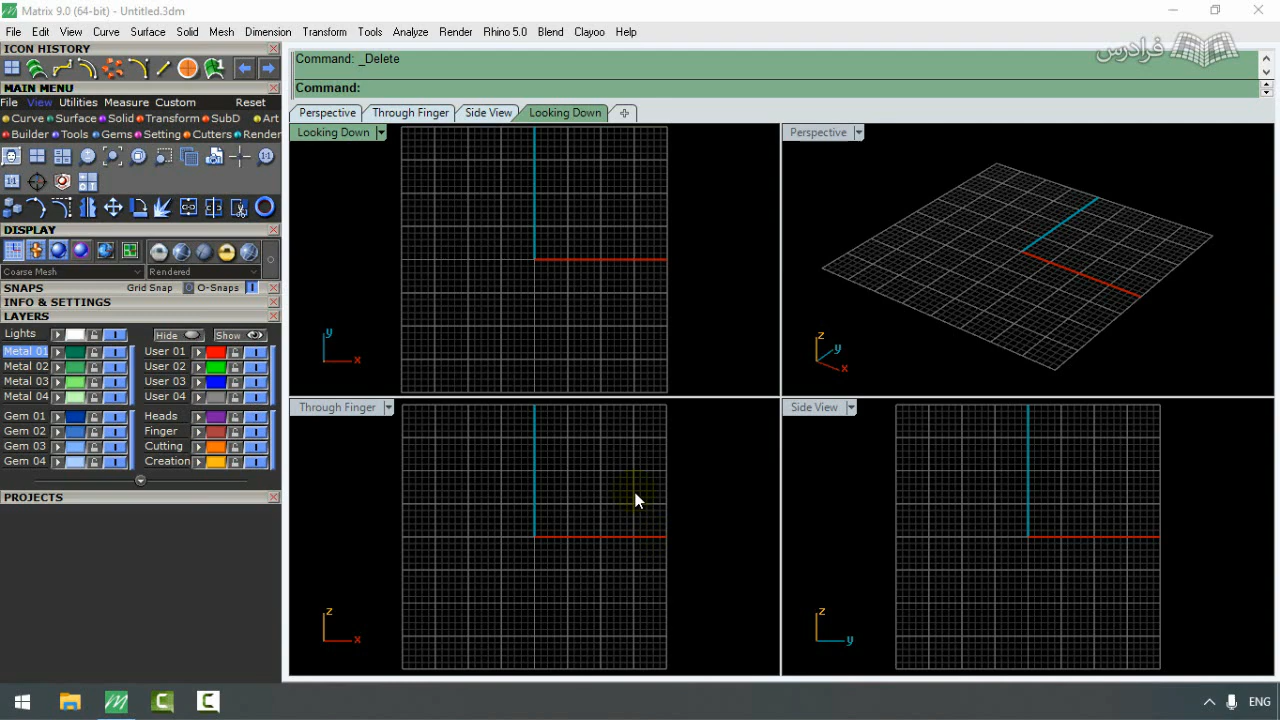 Matrix 9.0 (64-bit) - Untitled.3dm
File Edit View Curve Surface Solid Mesh Dimension Transform Tools Analyze Render Rhino 5.0 Blend Clayoo Help
فرادرس
ICON HISTORY
Command: _Delete
Command:
MAIN MENU
File View Utilities Measure Custom Reset
Curve Surface Solid Transform SubD Art
Builder Tools Gems Setting Cutters Render
Perspective Through Finger Side View Looking Down
Looking Down
Perspective
DISPLAY
Coarse Mesh Rendered
SNAPS Grid Snap O-Snaps
INFO & SETTINGS
LAYERS
Lights Hide Show
Metal 01 User 01
Metal 02 User 02
Metal 03 User 03
Metal 04 User 04
Gem 01 Heads
Gem 02 Finger
Gem 03 Cutting
Gem 04 Creation
PROJECTS
y
x
z
y
x
Through Finger
Side View
z
x
z
y
ENG